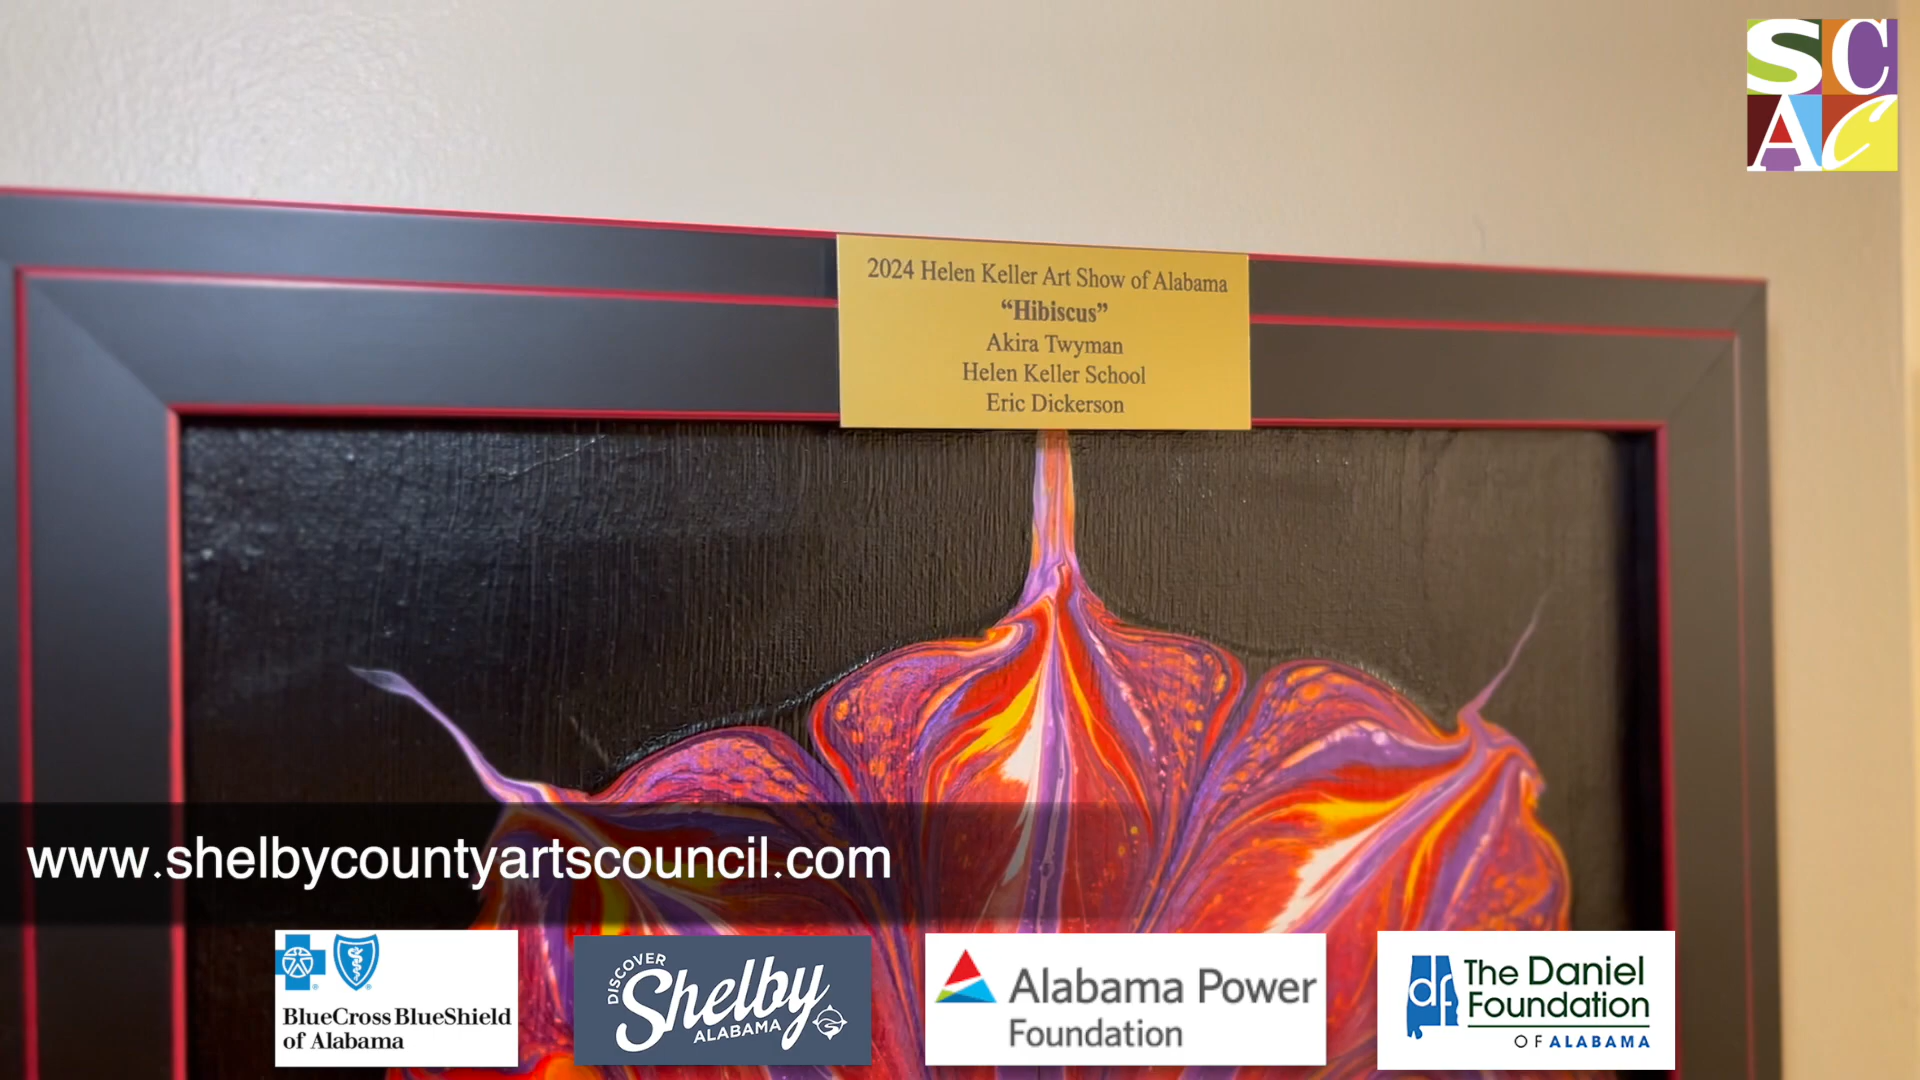 SC
AC
2024 Helen Keller Art Show of Alabama
“Hibiscus”
Akira Twyman
Helen Keller School
Eric Dickerson
www.shelbycountyartscouncil.com
BlueCross BlueShield
of Alabama
DISCOVER
Shelby
ALABAMA
Alabama Power
Foundation
df
The Daniel
Foundation
OF ALABAMA